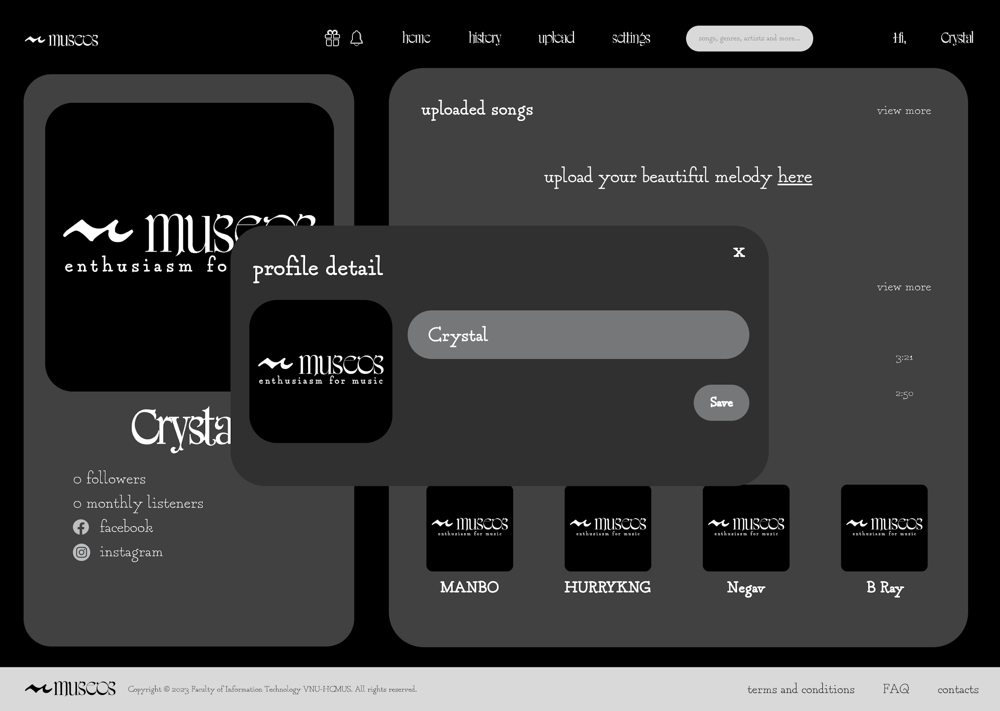 museos
home history upload settings songs, genres, artists and more... Hi, Crystal
museos
enthusiasm fo
Crysta
0 followers
0 monthly listeners
facebook
instagram
uploaded songs view more
upload your beautiful melody here
view more
3:21
2:50
profile detail x
museos
enthusiasm for music
Crystal
Save
museos
enthusiasm for music
MANBO
museos
enthusiasm for music
HURRYKNG
museos
enthusiasm for music
Negav
museos
enthusiasm for music
B Ray
museos Copyright © 2023 Faculty of Information Technology VNU-HCMUS. All rights reserved. terms and conditions FAQ contacts